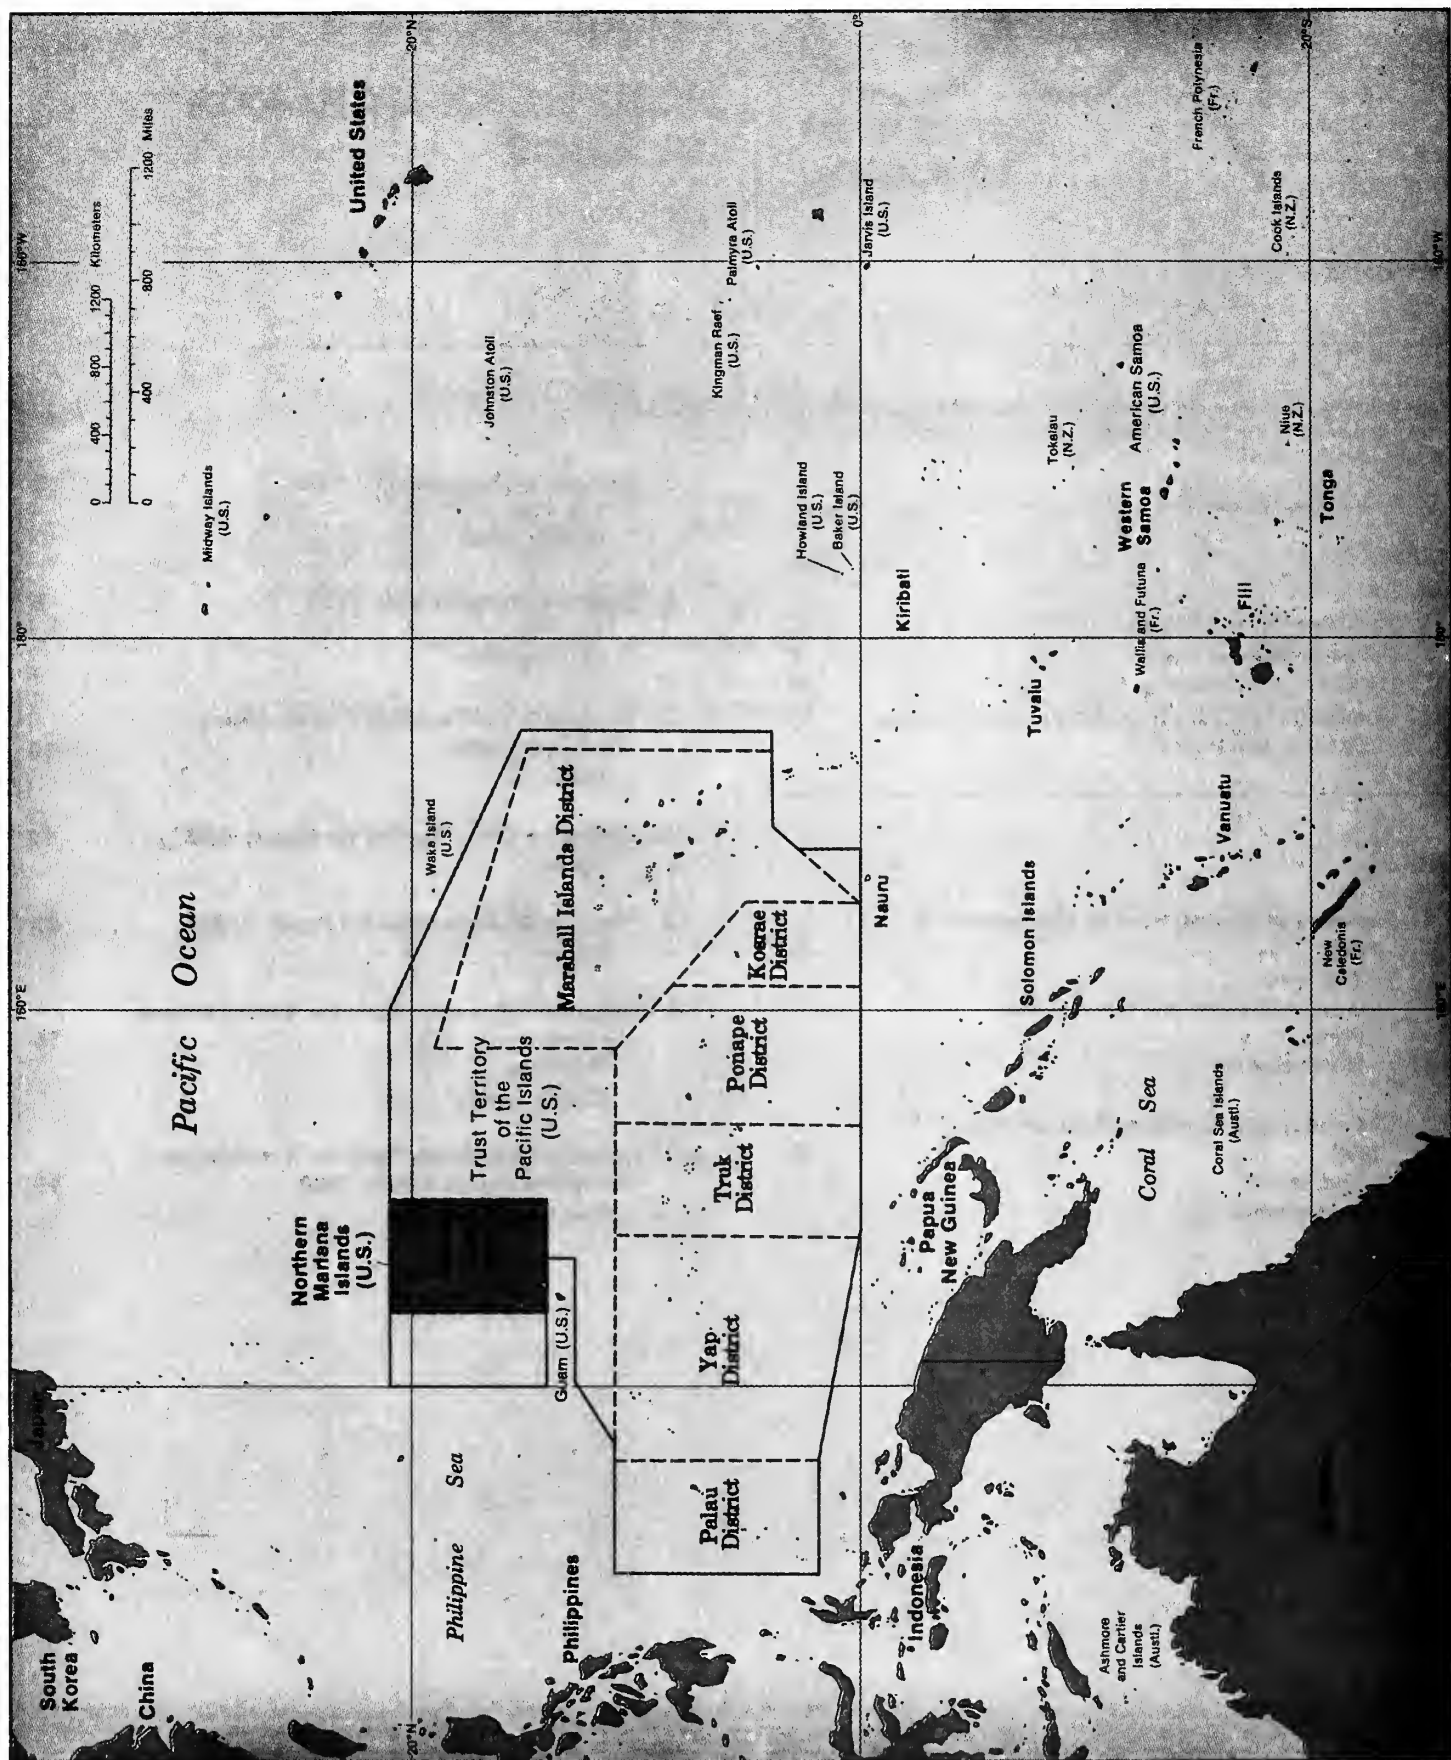 180°
160°W
20°N
0°
20°S
160°E
180°
160°W
160°E
20°N
0 400 800 1200 Kilometers
0 400 800 1200 Miles
Pacific Ocean
United States
Midway Islands
(U.S.)
Johnston Atoll
(U.S.)
Wake Island
(U.S.)
Kingman Reef
(U.S.)
Palmyra Atoll
(U.S.)
Jarvis Island
(U.S.)
Howland Island
(U.S.)
Baker Island
(U.S.)
Kiribati
Tuvalu
Tokelau
(N.Z.)
Wallis and Futuna
(Fr.)
Western
Samoa
American Samoa
(U.S.)
Fiji
Tonga
Niue
(N.Z.)
Cook Islands
(N.Z.)
French Polynesia
(Fr.)
South
Korea
China
Japan
Philippine Sea
Philippines
Northern
Mariana
Islands
(U.S.)
Guam (U.S.)
Trust Territory
of the
Pacific Islands
(U.S.)
Marshall Islands District
Palau
District
Yap
District
Truk
District
Ponape
District
Kosrae
District
Nauru
Indonesia
Papua
New Guinea
Solomon Islands
Vanuatu
New
Caledonia
(Fr.)
Coral Sea
Coral Sea Islands
(Austl.)
Ashmore
and Cartier
Islands
(Austl.)